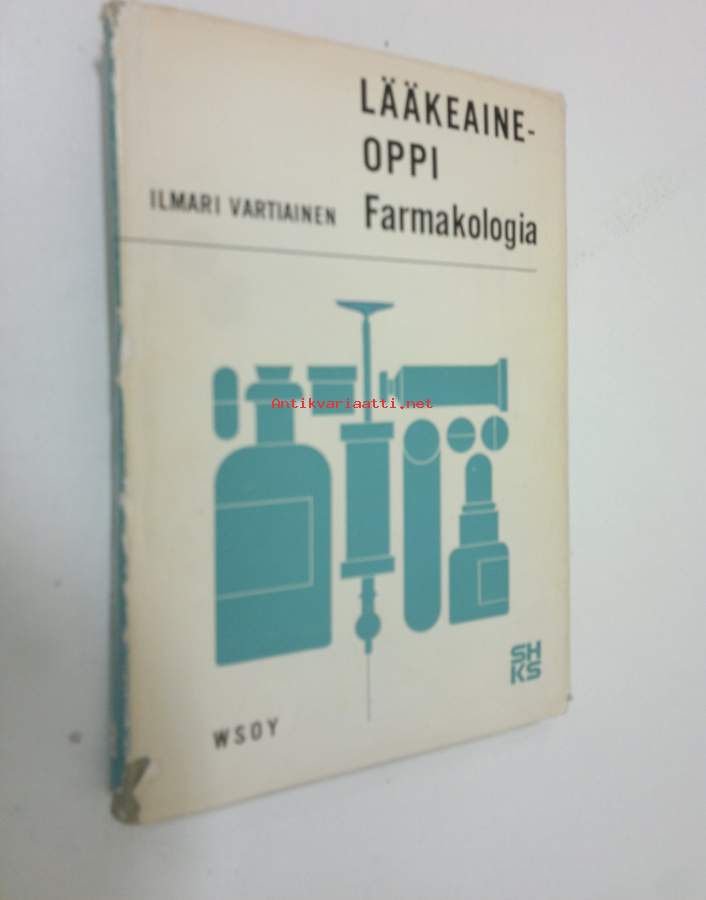 LÄÄKEAINE-
OPPI
ILMARI VARTIAINEN
Farmakologia
Antikvariaatti.net
SH
KS
WSOY